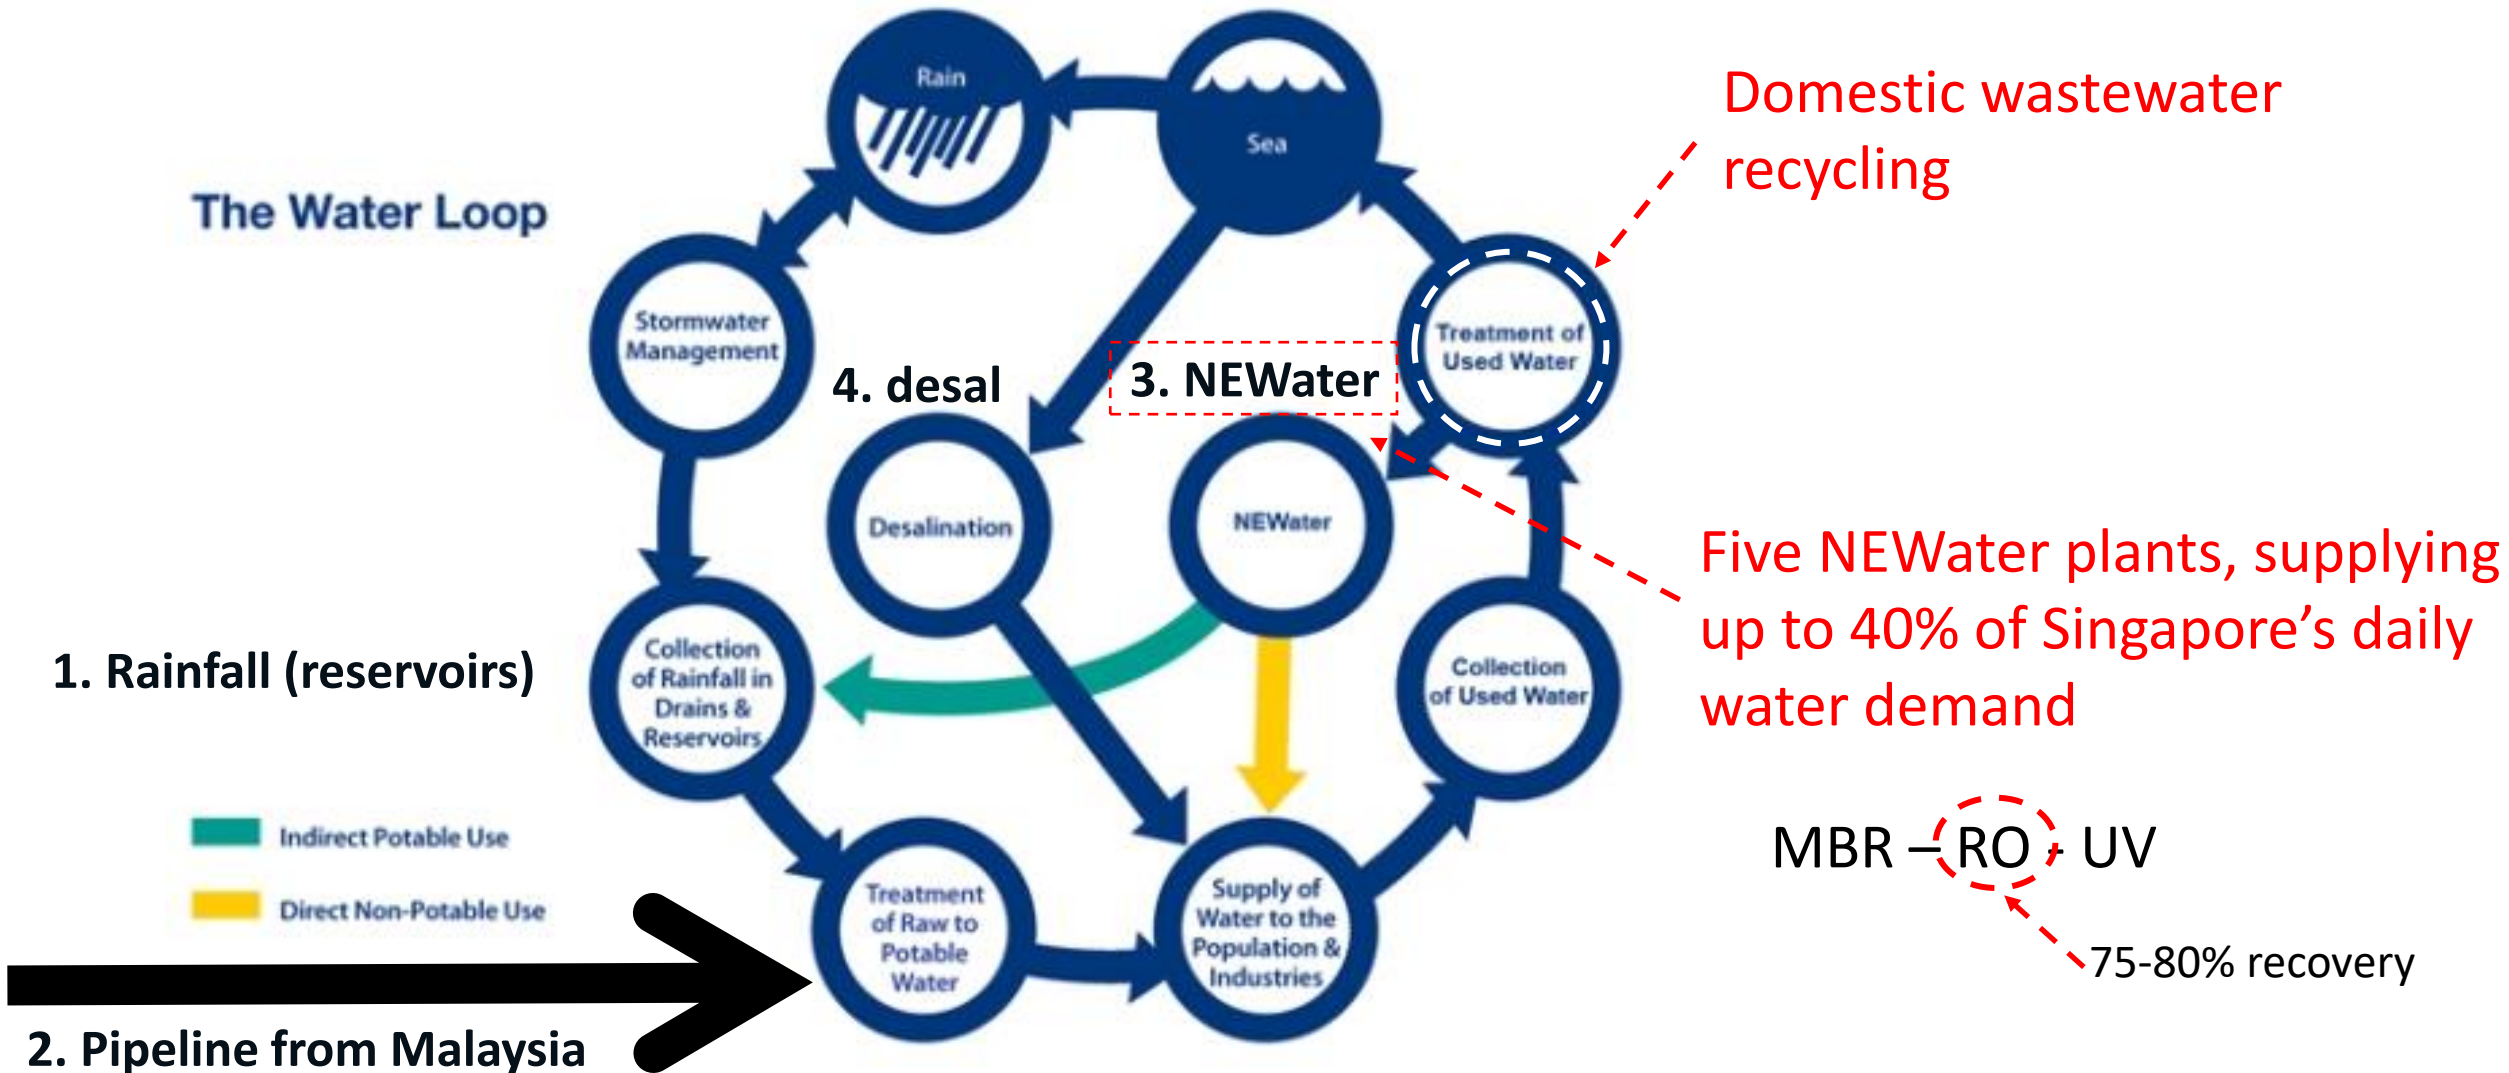 Rain
Sea
Domestic wastewater
recycling
The Water Loop
Stormwater
Management
Treatment of
Used Water
4. desal
3. NEWater
Desalination
NEWater
Five NEWater plants, supplying
up to 40% of Singapore’s daily
water demand
1. Rainfall (reservoirs)
Collection
of Rainfall in
Drains &
Reservoirs
Collection
of Used Water
Indirect Potable Use
Direct Non-Potable Use
MBR – RO - UV
75-80% recovery
Treatment
of Raw to
Potable
Water
Supply of
Water to the
Population &
Industries
2. Pipeline from Malaysia